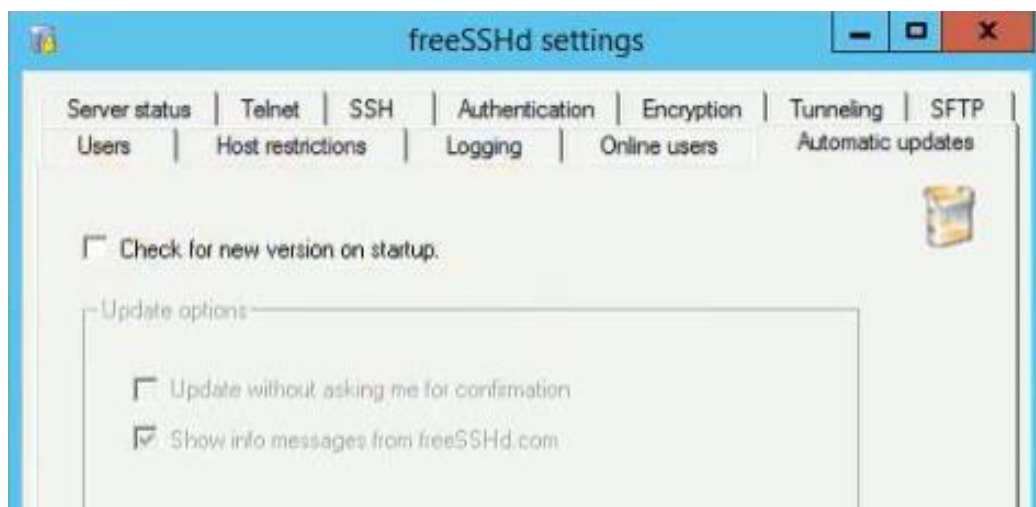 freeSSHd settings
Server status Telnet SSH Authentication Encryption Tunneling SFTP
Users Host restrictions Logging Online users Automatic updates
Check for new version on startup.
Update options
Update without asking me for confirmation
Show info messages from freeSSHd.com